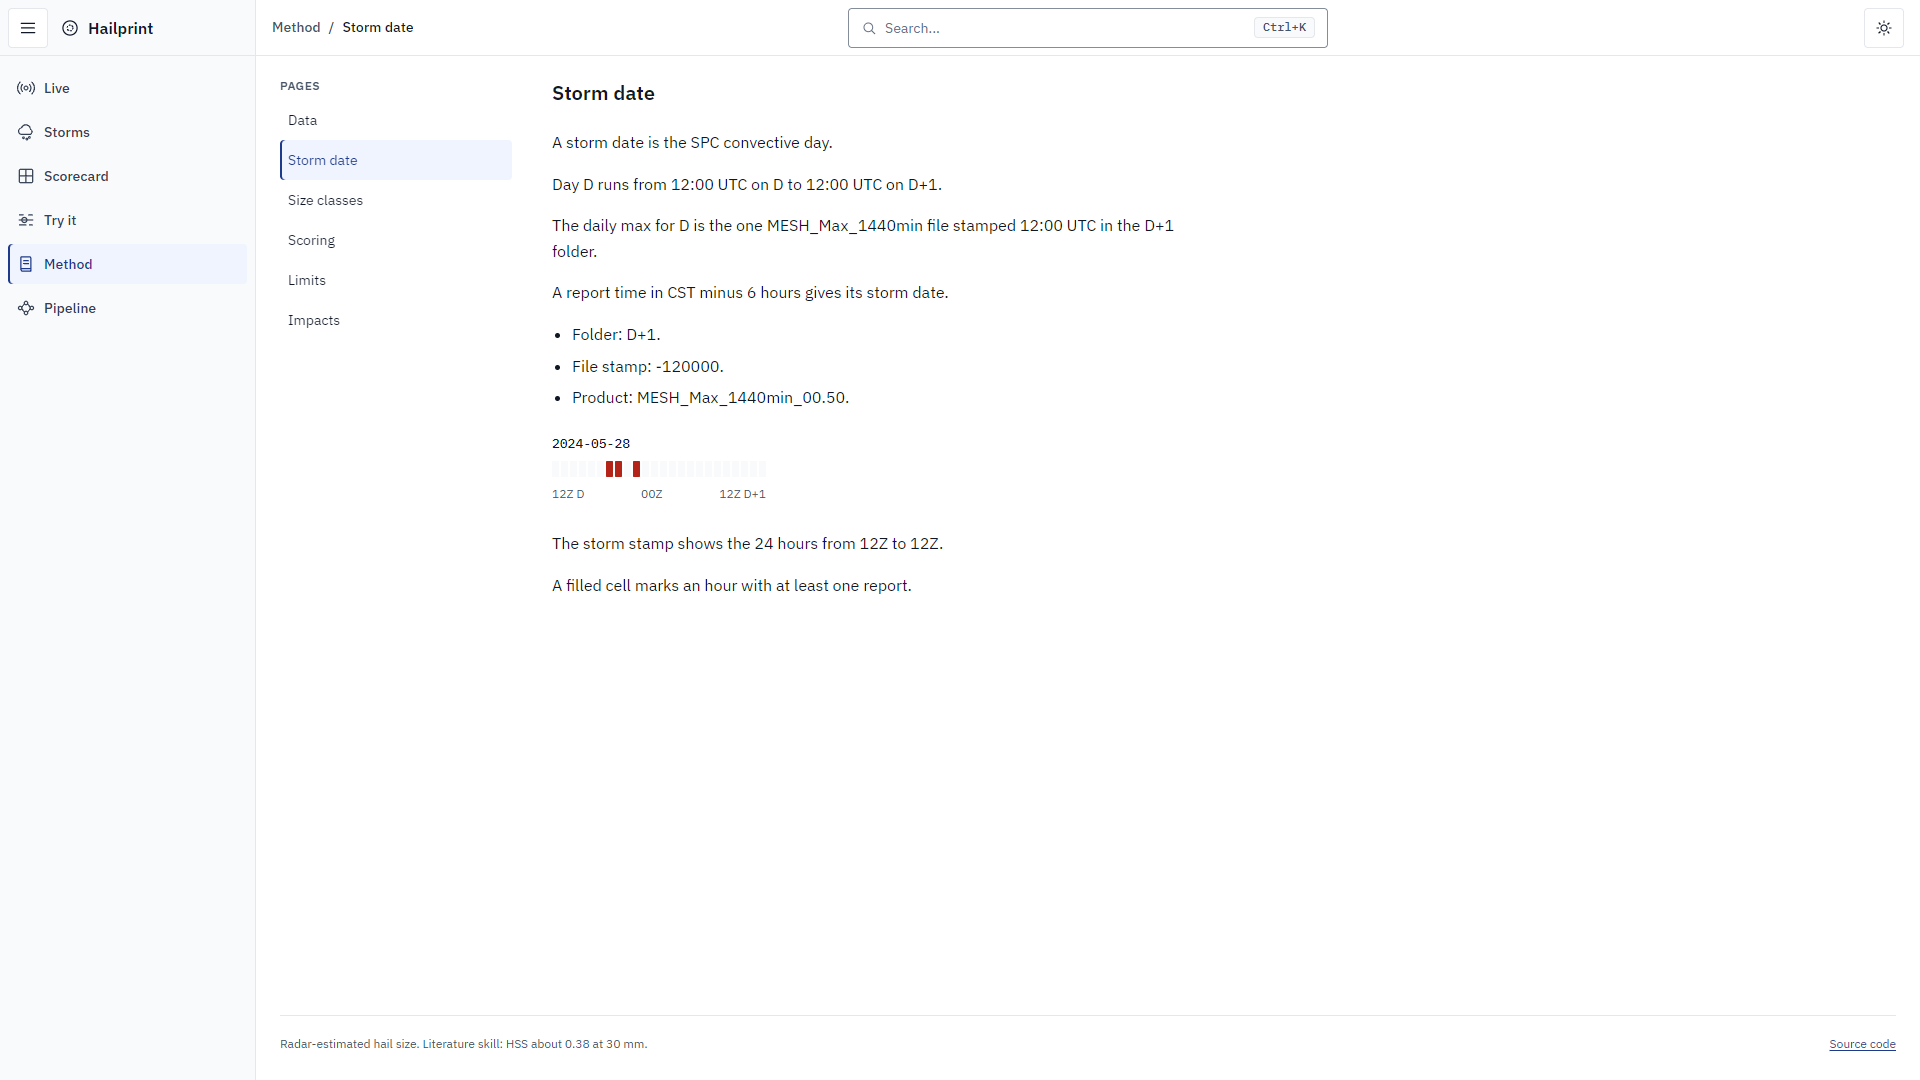 Hailprint
Method / Storm date
Search...
Ctrl+K
Live
Storms
Scorecard
Try it
Method
Pipeline
PAGES
Data
Storm date
Size classes
Scoring
Limits
Impacts
Storm date
A storm date is the SPC convective day.
Day D runs from 12:00 UTC on D to 12:00 UTC on D+1.
The daily max for D is the one MESH_Max_1440min file stamped 12:00 UTC in the D+1
folder.
A report time in CST minus 6 hours gives its storm date.
• Folder: D+1.
• File stamp: -120000.
• Product: MESH_Max_1440min_00.50.
2024-05-28
12Z D 00Z 12Z D+1
The storm stamp shows the 24 hours from 12Z to 12Z.
A filled cell marks an hour with at least one report.
Radar-estimated hail size. Literature skill: HSS about 0.38 at 30 mm.
Source code